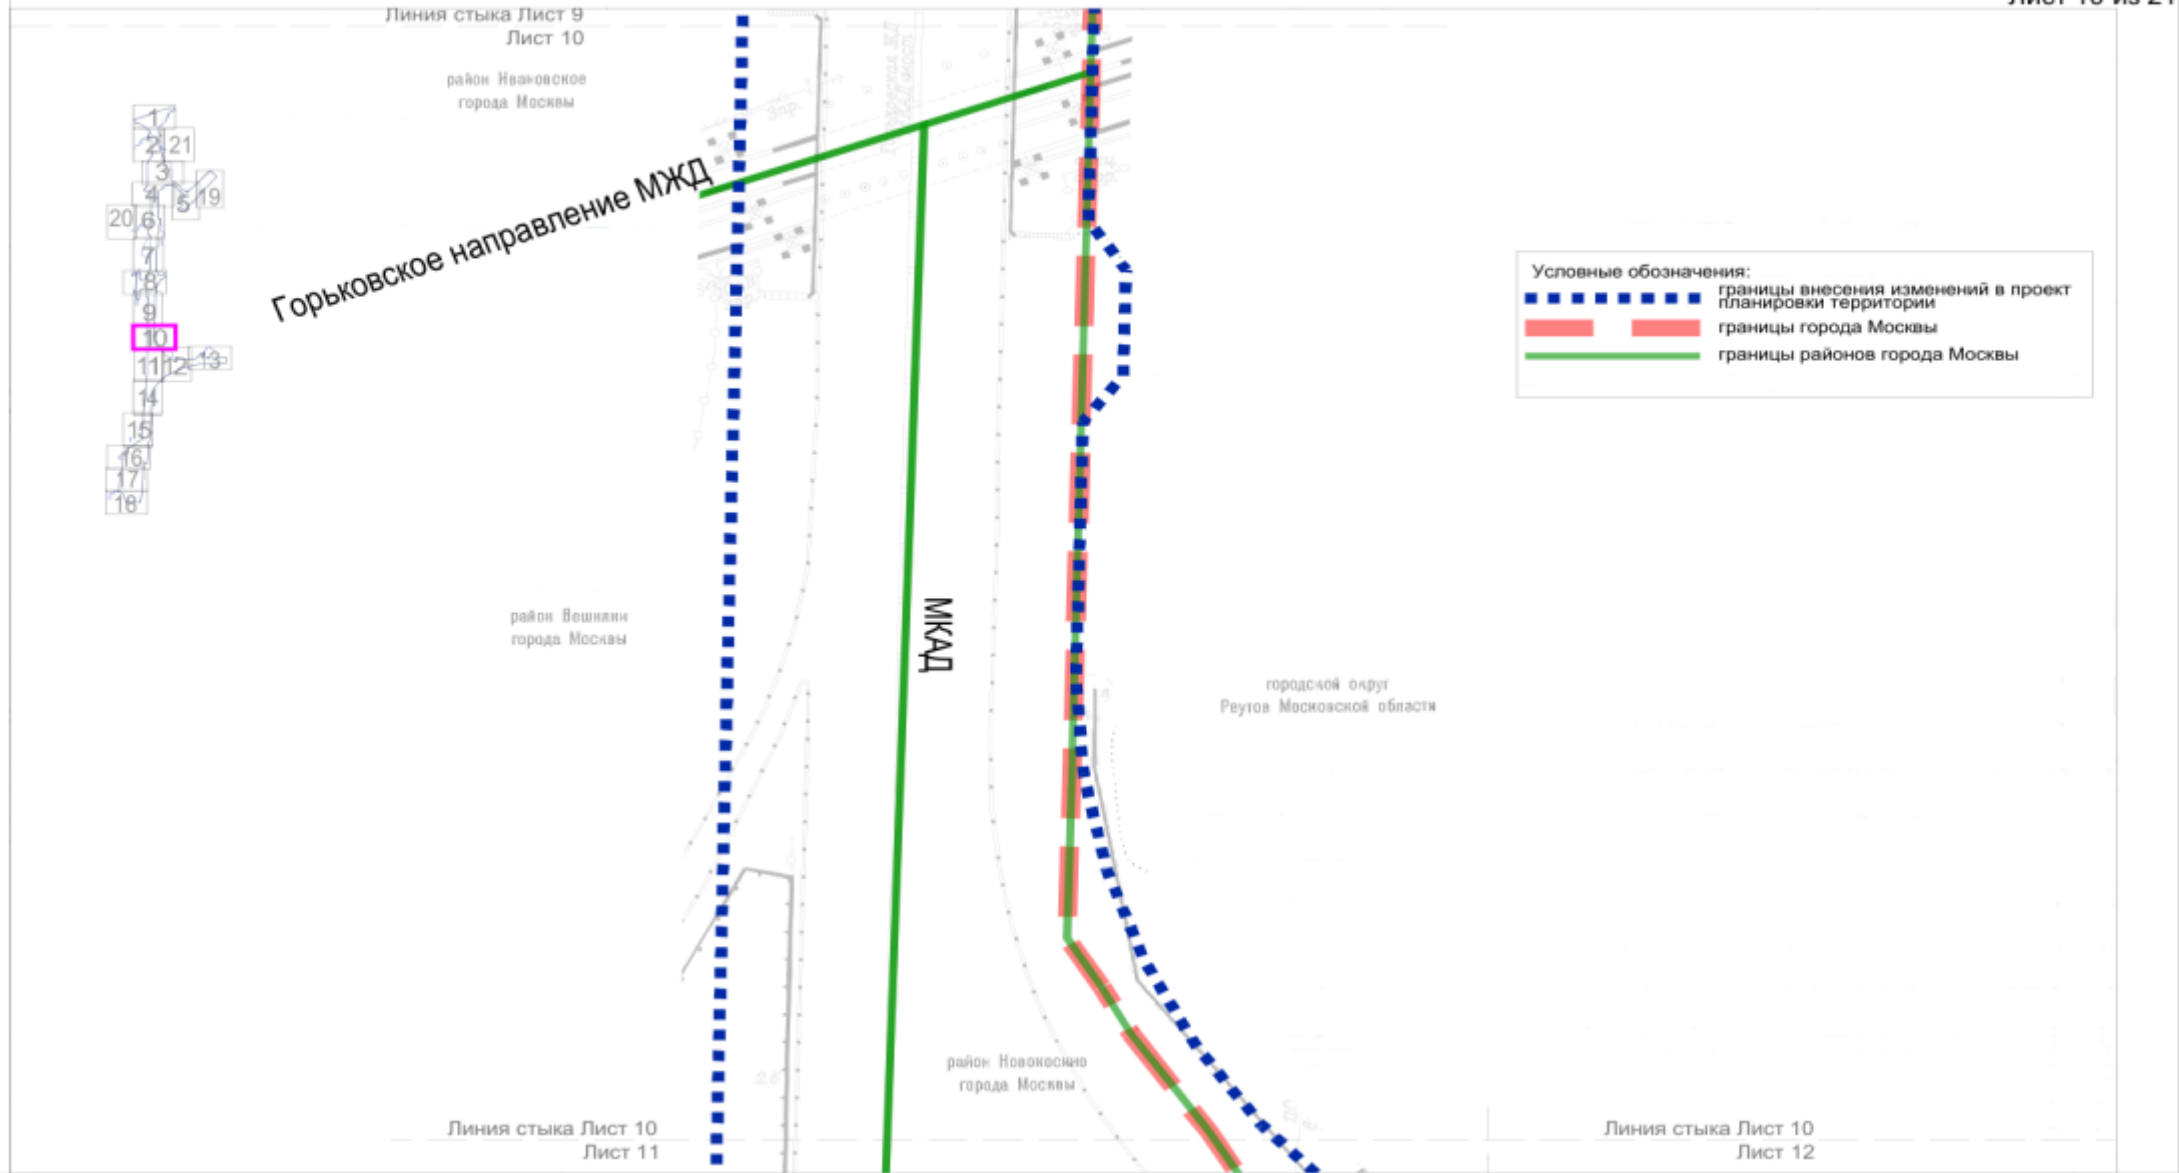 Линия стыка Лист 9
Лист 10
район Ивановское
города Москвы
1
2
21
3
4
5
19
20
6
7
8
9
10
11
12
13
14
15
16
17
18
Горьковское направление МЖД
Условные обозначения:
границы внесения изменений в проект
планировки территории
границы города Москвы
границы районов города Москвы
МКАД
район Вешняки
города Москвы
городской округ
Реутов Московской области
район Новокосино
города Москвы
2.5
Линия стыка Лист 10
Лист 11
Линия стыка Лист 10
Лист 12